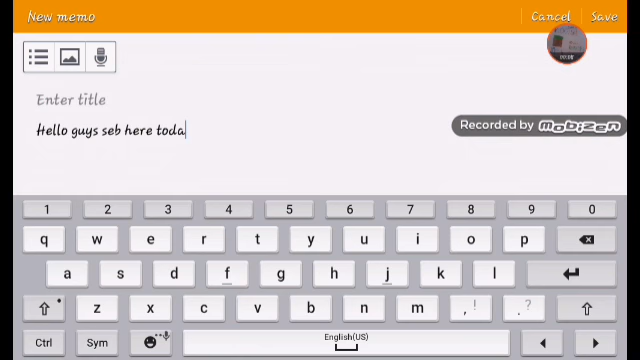 New memo
Cancel
Save
Enter title
Hello guys seb here toda
Recorded by mobizen
1 2 3 4 5 6 7 8 9 0
q w e r t y u i o p
a s d f g h j k l
z x c v b n m , ! . ?
Ctrl Sym English(US)